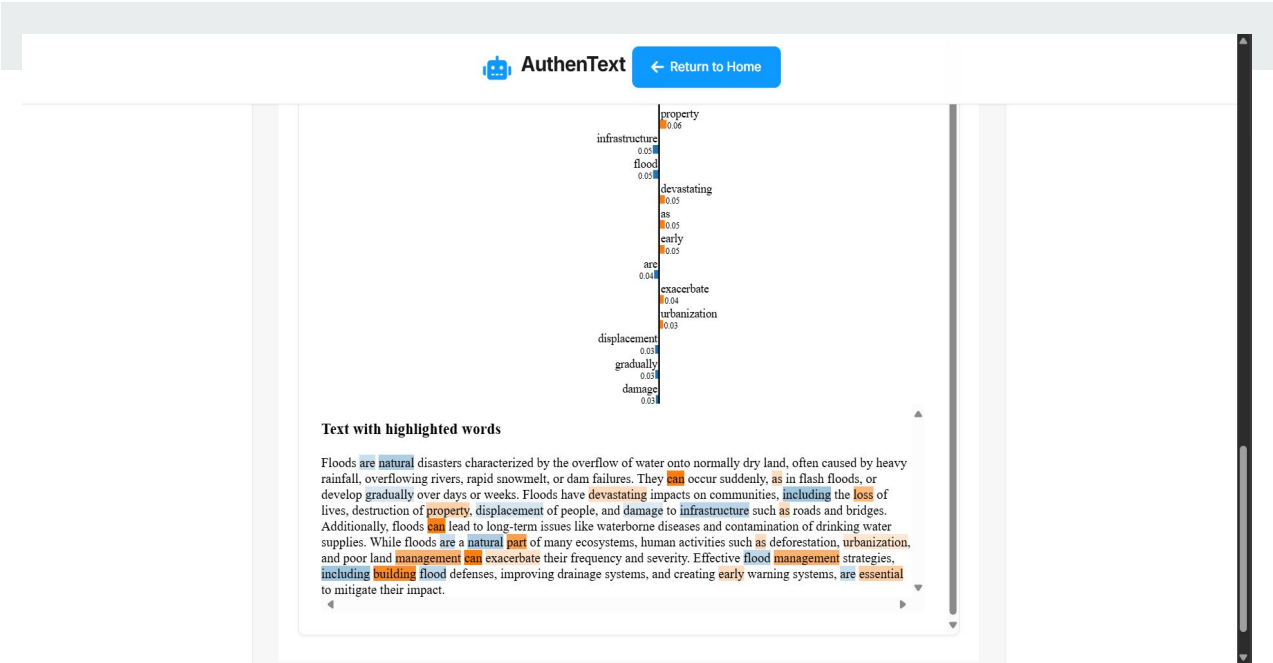 AuthenText
← Return to Home
property
0.06
infrastructure
0.05
flood
0.05
devastating
0.05
as
0.05
early
0.05
are
0.04
exacerbate
0.04
urbanization
0.03
displacement
0.03
gradually
0.03
damage
0.03
Text with highlighted words
Floods are natural disasters characterized by the overflow of water onto normally dry land, often caused by heavy
rainfall, overflowing rivers, rapid snowmelt, or dam failures. They can occur suddenly, as in flash floods, or
develop gradually over days or weeks. Floods have devastating impacts on communities, including the loss of
lives, destruction of property, displacement of people, and damage to infrastructure such as roads and bridges.
Additionally, floods can lead to long-term issues like waterborne diseases and contamination of drinking water
supplies. While floods are a natural part of many ecosystems, human activities such as deforestation, urbanization,
and poor land management can exacerbate their frequency and severity. Effective flood management strategies,
including building flood defenses, improving drainage systems, and creating early warning systems, are essential
to mitigate their impact.